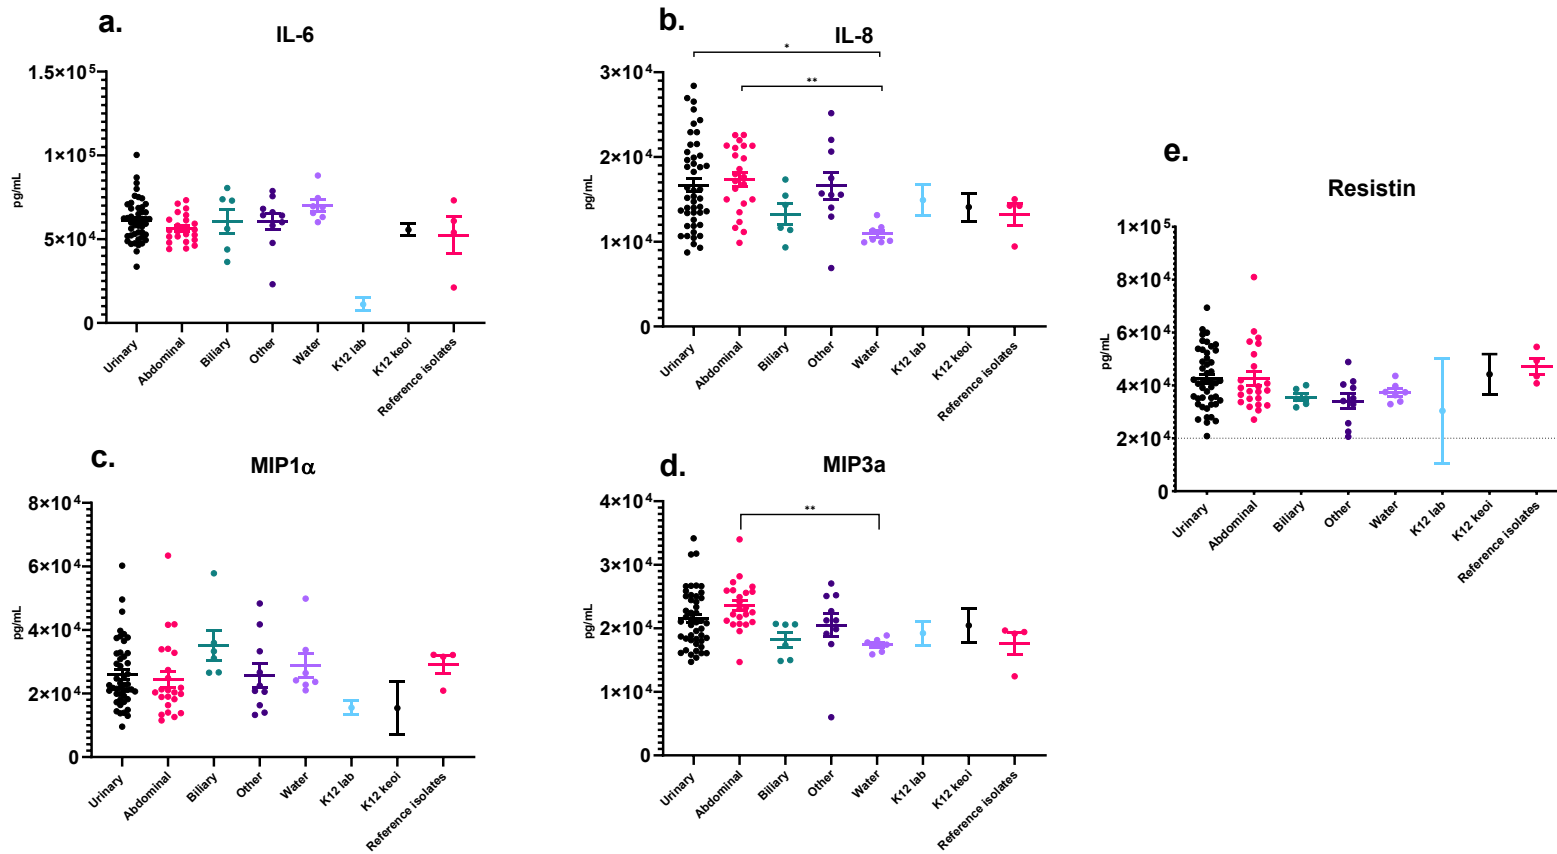 a.
IL-6
pg/mL
1.5×10⁵
1×10⁵
5×10⁴
0
Urinary
Abdominal
Biliary
Other
Water
K12 lab
K12 keoi
Reference isolates
b.
IL-8
*
**
pg/mL
3×10⁴
2×10⁴
1×10⁴
0
Urinary
Abdominal
Biliary
Other
Water
K12 lab
K12 keoi
Reference isolates
c.
MIP1α
pg/mL
8×10⁴
6×10⁴
4×10⁴
2×10⁴
0
Urinary
Abdominal
Biliary
Other
Water
K12 lab
K12 keoi
Reference isolates
d.
MIP3a
**
pg/mL
4×10⁴
3×10⁴
2×10⁴
1×10⁴
0
Urinary
Abdominal
Biliary
Other
Water
K12 lab
K12 keoi
Reference isolates
e.
Resistin
pg/mL
1×10⁵
8×10⁴
6×10⁴
4×10⁴
2×10⁴
0
Urinary
Abdominal
Biliary
Other
Water
K12 lab
K12 keoi
Reference isolates